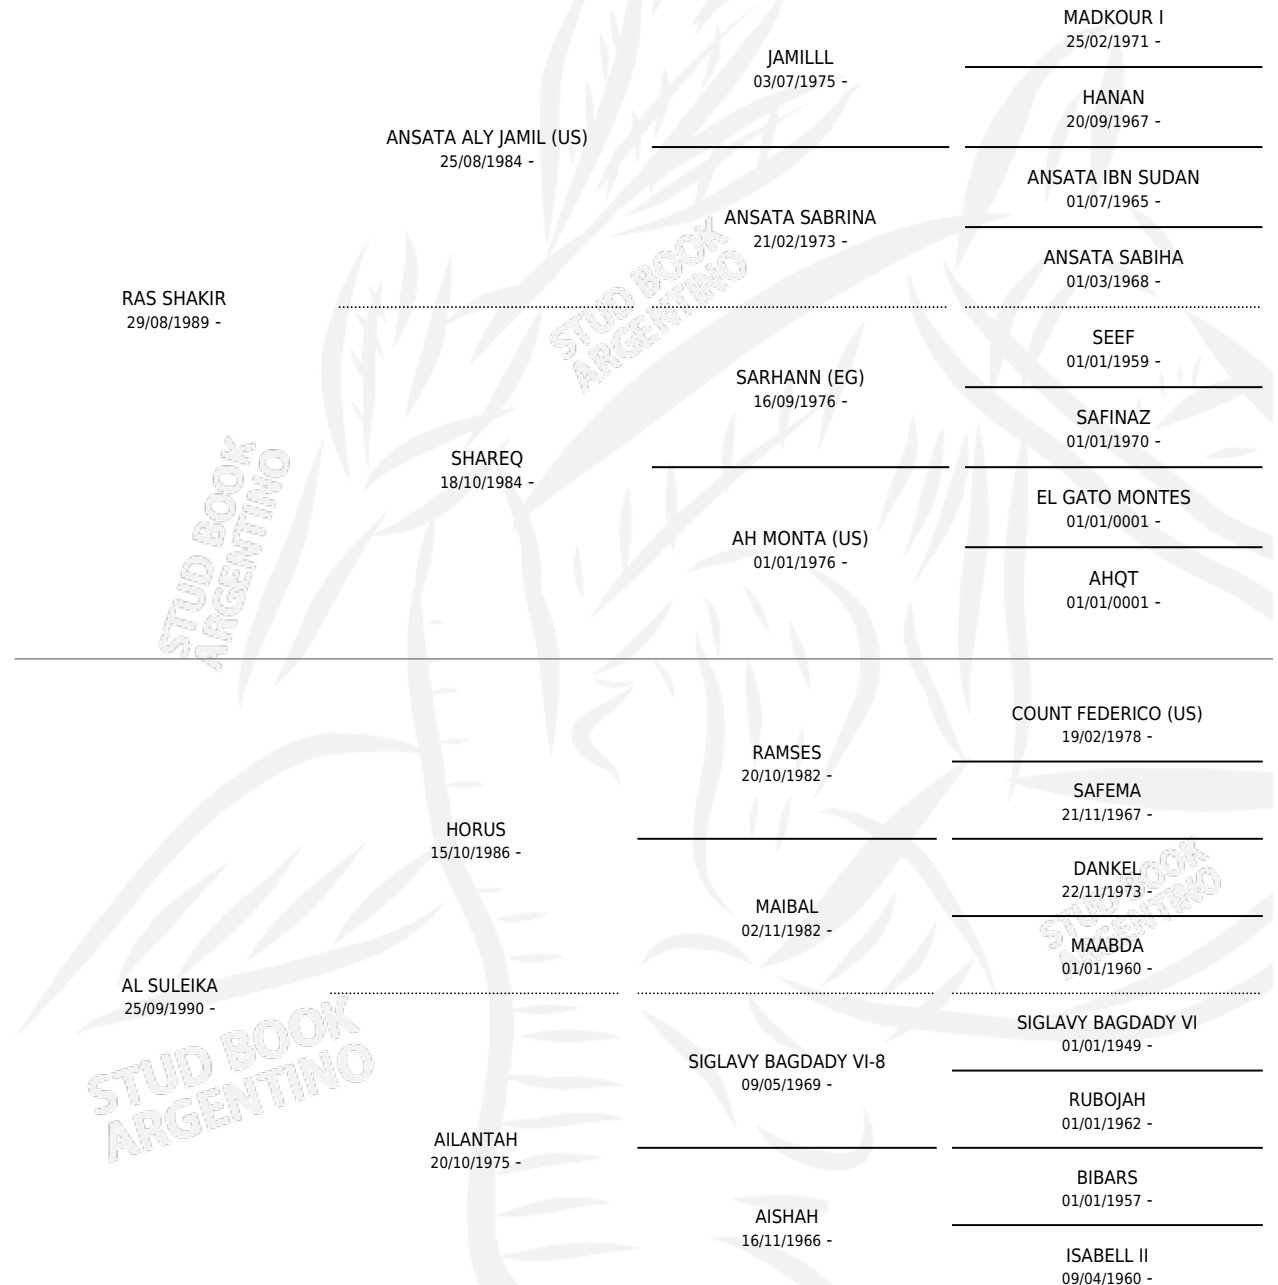 MADKOUR I
25/02/1971 -
JAMILLL
03/07/1975 -
HANAN
20/09/1967 -
ANSATA ALY JAMIL (US)
25/08/1984 -
ANSATA IBN SUDAN
01/07/1965 -
ANSATA SABRINA
21/02/1973 -
ANSATA SABIHA
01/03/1968 -
RAS SHAKIR
29/08/1989 -
STUD BOOK
ARGENTINO
SEEF
01/01/1959 -
SARHANN (EG)
16/09/1976 -
SAFINAZ
01/01/1970 -
SHAREQ
18/10/1984 -
STUD BOOK
ARGENTINO
EL GATO MONTES
01/01/0001 -
AH MONTA (US)
01/01/1976 -
AHQT
01/01/0001 -
COUNT FEDERICO (US)
19/02/1978 -
RAMSES
20/10/1982 -
SAFEMA
21/11/1967 -
HORUS
15/10/1986 -
DANKEL
22/11/1973 -
STUD BOOK
ARGENTINO
MAIBAL
02/11/1982 -
MAABDA
01/01/1960 -
AL SULEIKA
25/09/1990 -
STUD BOOK
ARGENTINO
SIGLAVY BAGDADY VI
01/01/1949 -
SIGLAVY BAGDADY VI-8
09/05/1969 -
RUBOJAH
01/01/1962 -
AILANTAH
20/10/1975 -
BIBARS
01/01/1957 -
AISHAH
16/11/1966 -
ISABELL II
09/04/1960 -